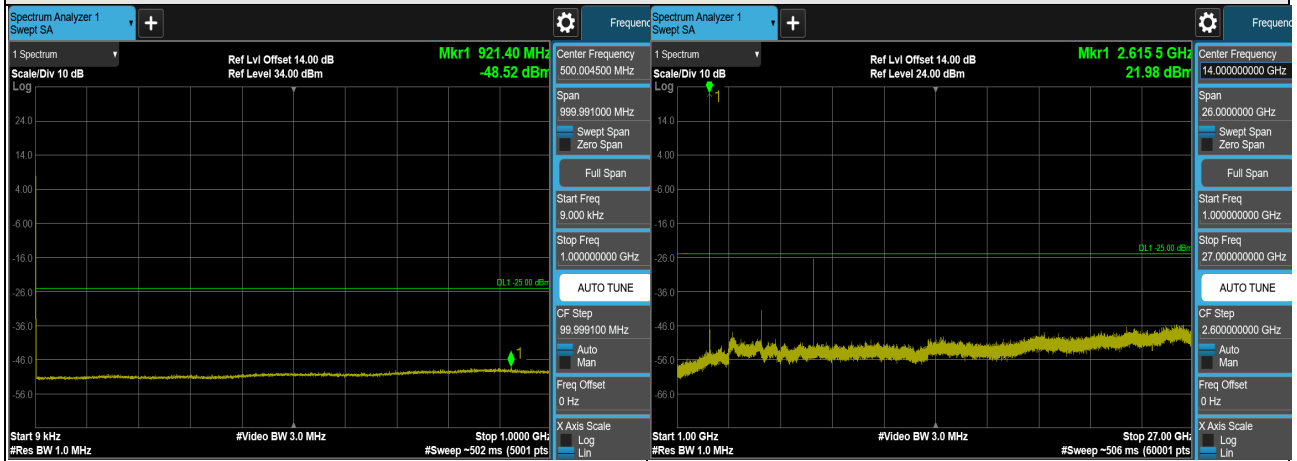 Spectrum Analyzer 1
Swept SA
+
Frequenc
1 Spectrum
Scale/Div 10 dB
Log
Ref Lvl Offset 14.00 dB
Ref Level 34.00 dBm
Mkr1 921.40 MHz
-48.52 dBm
24.0
14.0
4.00
-6.00
-16.0
-26.0
-36.0
-46.0
-56.0
DL1 -25.00 dBm
1
Start 9 kHz
#Res BW 1.0 MHz
#Video BW 3.0 MHz
Stop 1.0000 GHz
#Sweep ~502 ms (5001 pts
Center Frequency
500.004500 MHz
Span
999.991000 MHz
Swept Span
Zero Span
Full Span
Start Freq
9.000 kHz
Stop Freq
1.000000000 GHz
AUTO TUNE
CF Step
99.999100 MHz
Auto
Man
Freq Offset
0 Hz
X Axis Scale
Log
Lin
Spectrum Analyzer 1
Swept SA
+
Frequenc
1 Spectrum
Scale/Div 10 dB
Log
Ref Lvl Offset 14.00 dB
Ref Level 24.00 dBm
Mkr1 2.615 5 GHz
21.98 dBm
1
14.0
4.00
-6.00
-16.0
-26.0
-36.0
-46.0
-56.0
-66.0
DL1 -25.00 dBm
Start 1.00 GHz
#Res BW 1.0 MHz
#Video BW 3.0 MHz
Stop 27.00 GHz
#Sweep ~506 ms (60001 pts
Center Frequency
14.000000000 GHz
Span
26.0000000 GHz
Swept Span
Zero Span
Full Span
Start Freq
1.000000000 GHz
Stop Freq
27.000000000 GHz
AUTO TUNE
CF Step
2.600000000 GHz
Auto
Man
Freq Offset
0 Hz
X Axis Scale
Log
Lin